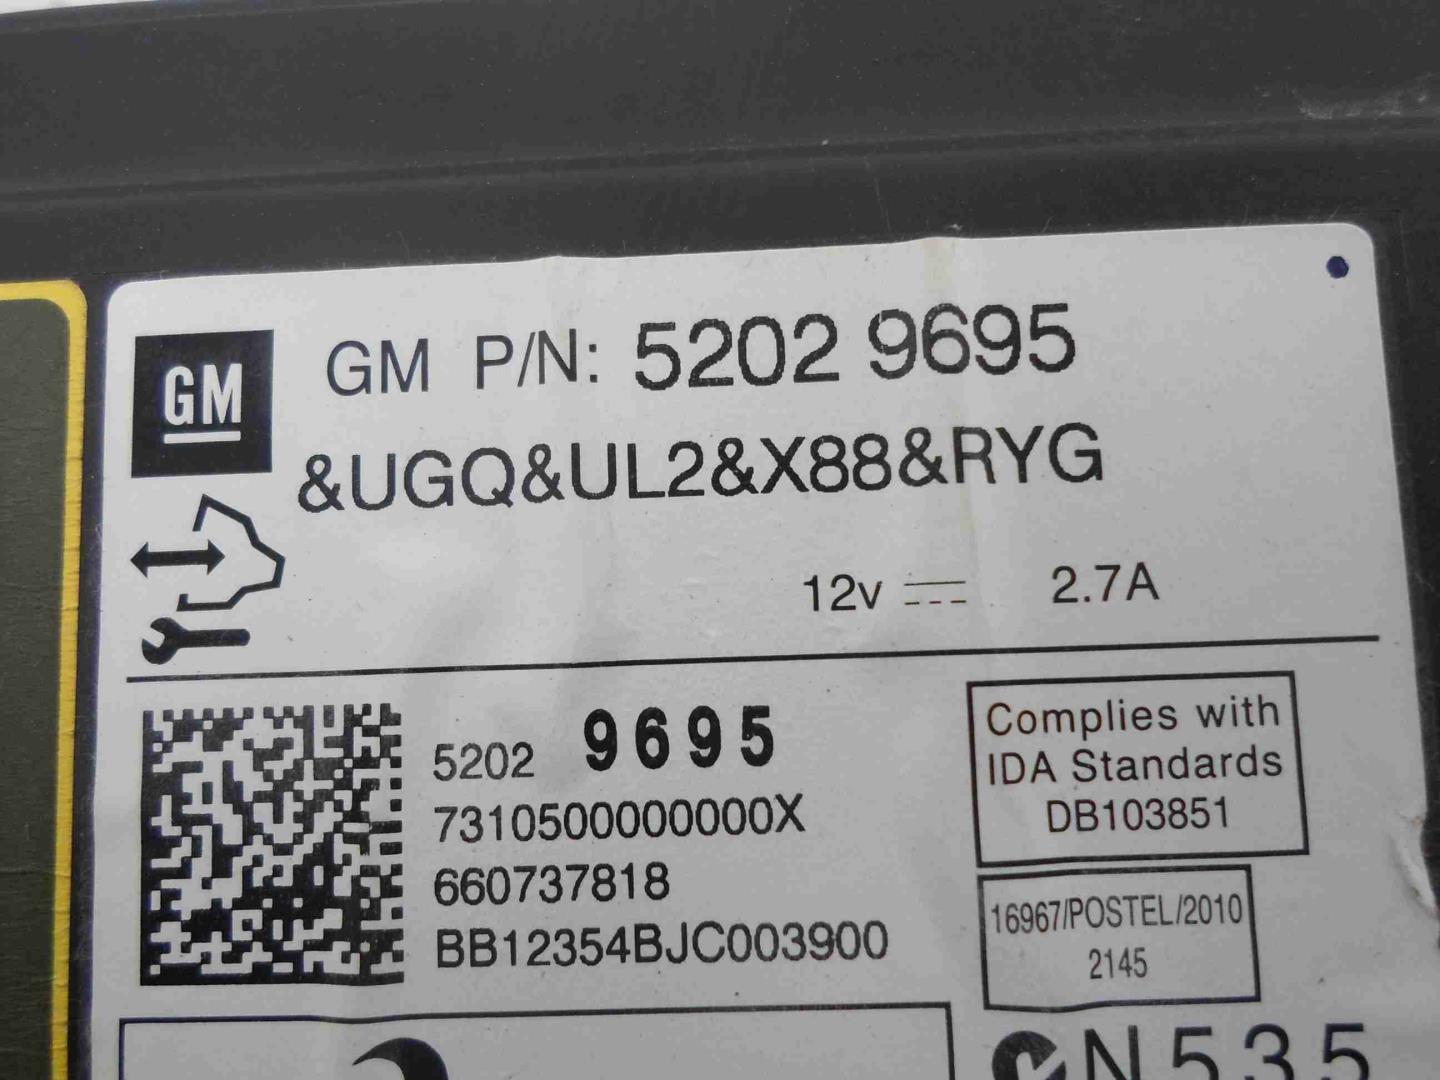 GM
GM P/N: 5202 9695
&UGQ&UL2&X88&RYG
12v 2.7A
5202 9695
7310500000000X
660737818
BB12354BJC003900
Complies with
IDA Standards
DB103851
16967/POSTEL/2010
2145
N535